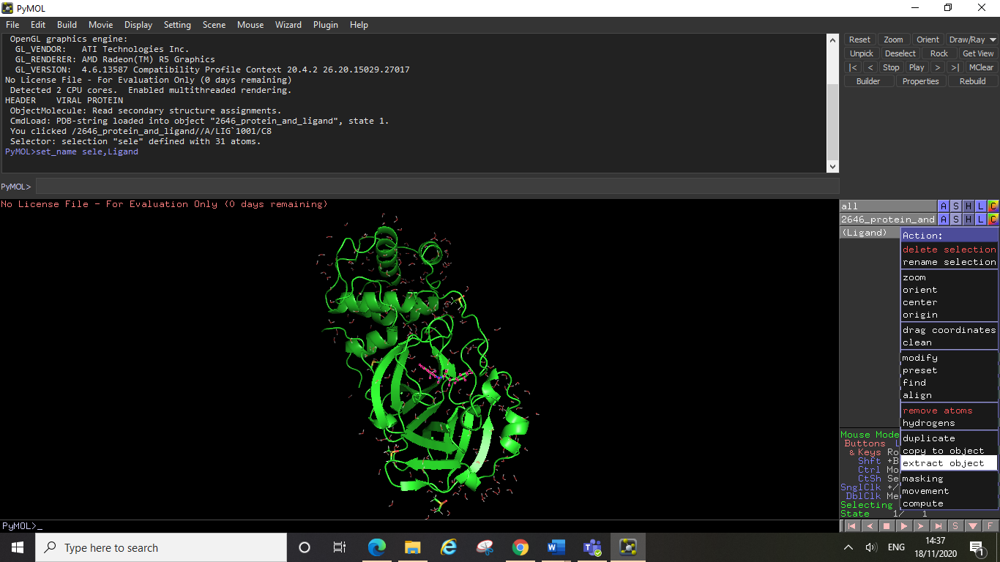 PyMOL
File Edit Build Movie Display Setting Scene Mouse Wizard Plugin Help
OpenGL graphics engine:
GL_VENDOR: ATI Technologies Inc.
GL_RENDERER: AMD Radeon(TM) R5 Graphics
GL_VERSION: 4.6.13587 Compatibility Profile Context 20.4.2 26.20.15029.27017
No License File - For Evaluation Only (0 days remaining)
Detected 2 CPU cores. Enabled multithreaded rendering.
HEADER VIRAL PROTEIN
ObjectMolecule: Read secondary structure assignments.
CmdLoad: PDB-string loaded into object "2646_protein_and_ligand", state 1.
You clicked /2646_protein_and_ligand//A/LIG`1001/C8
Selector: selection "sele" defined with 31 atoms.
PyMOL>set_name sele,Ligand
PyMOL>
Reset Zoom Orient Draw/Ray
Unpick Deselect Rock Get View
|< < Stop Play > >| MClear
Builder Properties Rebuild
No License File - For Evaluation Only (0 days remaining)
all A S H L C
2646_protein_and A S H L C
(Ligand)
Action:
delete selection
rename selection
zoom
orient
center
origin
drag coordinates
clean
modify
preset
find
align
remove atoms
hydrogens
duplicate
copy to object
extract object
masking
movement
compute
Mouse Mode
Buttons L
& Keys Ro
Shft +B
Ctrl Mo
CtSh Se
SnglClk +/
DblClk Me
Selecting
State 1/ 1
S F
PyMOL>_
Type here to search
ENG
14:37
18/11/2020
1